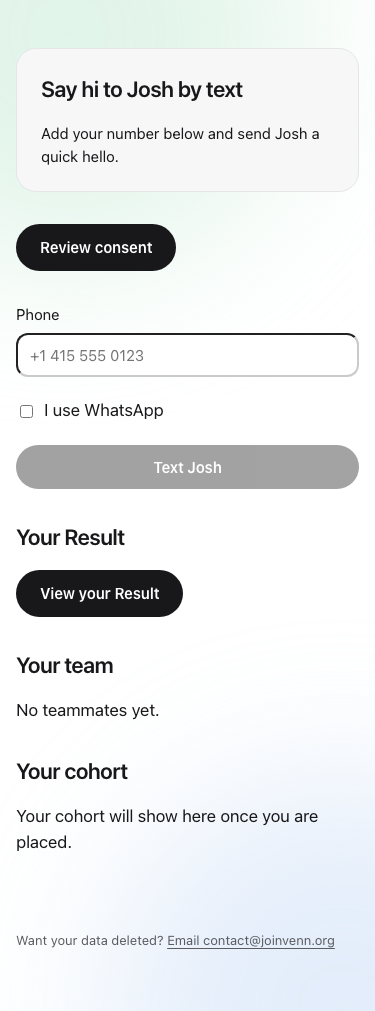 Say hi to Josh by text
Add your number below and send Josh a
quick hello.
Review consent
Phone
+1 415 555 0123
I use WhatsApp
Text Josh
Your Result
View your Result
Your team
No teammates yet.
Your cohort
Your cohort will show here once you are
placed.
Want your data deleted? Email contact@joinvenn.org